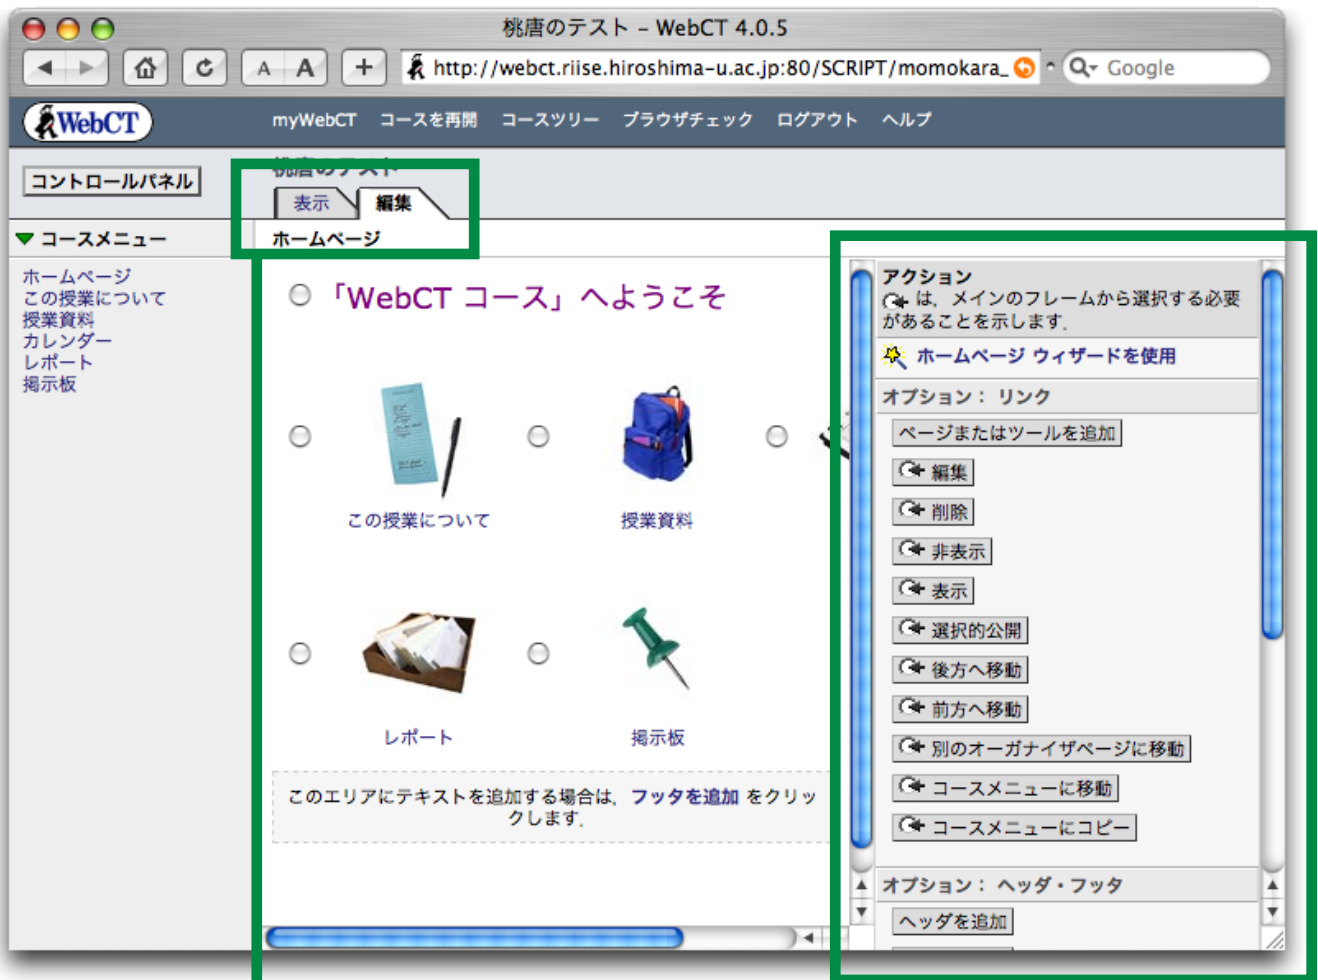 桃唐のテスト – WebCT 4.0.5
A A + http://webct.riise.hiroshima-u.ac.jp:80/SCRIPT/momokara_ Google
WebCT myWebCT コースを再開 コースツリー ブラウザチェック ログアウト ヘルプ
コントロールパネル
桃唐のテスト
表示 編集
コースメニュー
ホームページ
この授業について
授業資料
カレンダー
レポート
掲示板
ホームページ
「WebCT コース」へようこそ
この授業について 授業資料
レポート 掲示板
このエリアにテキストを追加する場合は，フッタを追加 をクリッ
クします．
アクション
は，メインのフレームから選択する必要
があることを示します．
ホームページ ウィザードを使用
オプション： リンク
ページまたはツールを追加
編集
削除
非表示
表示
選択的公開
後方へ移動
前方へ移動
別のオーガナイザページに移動
コースメニューに移動
コースメニューにコピー
オプション： ヘッダ・フッタ
ヘッダを追加